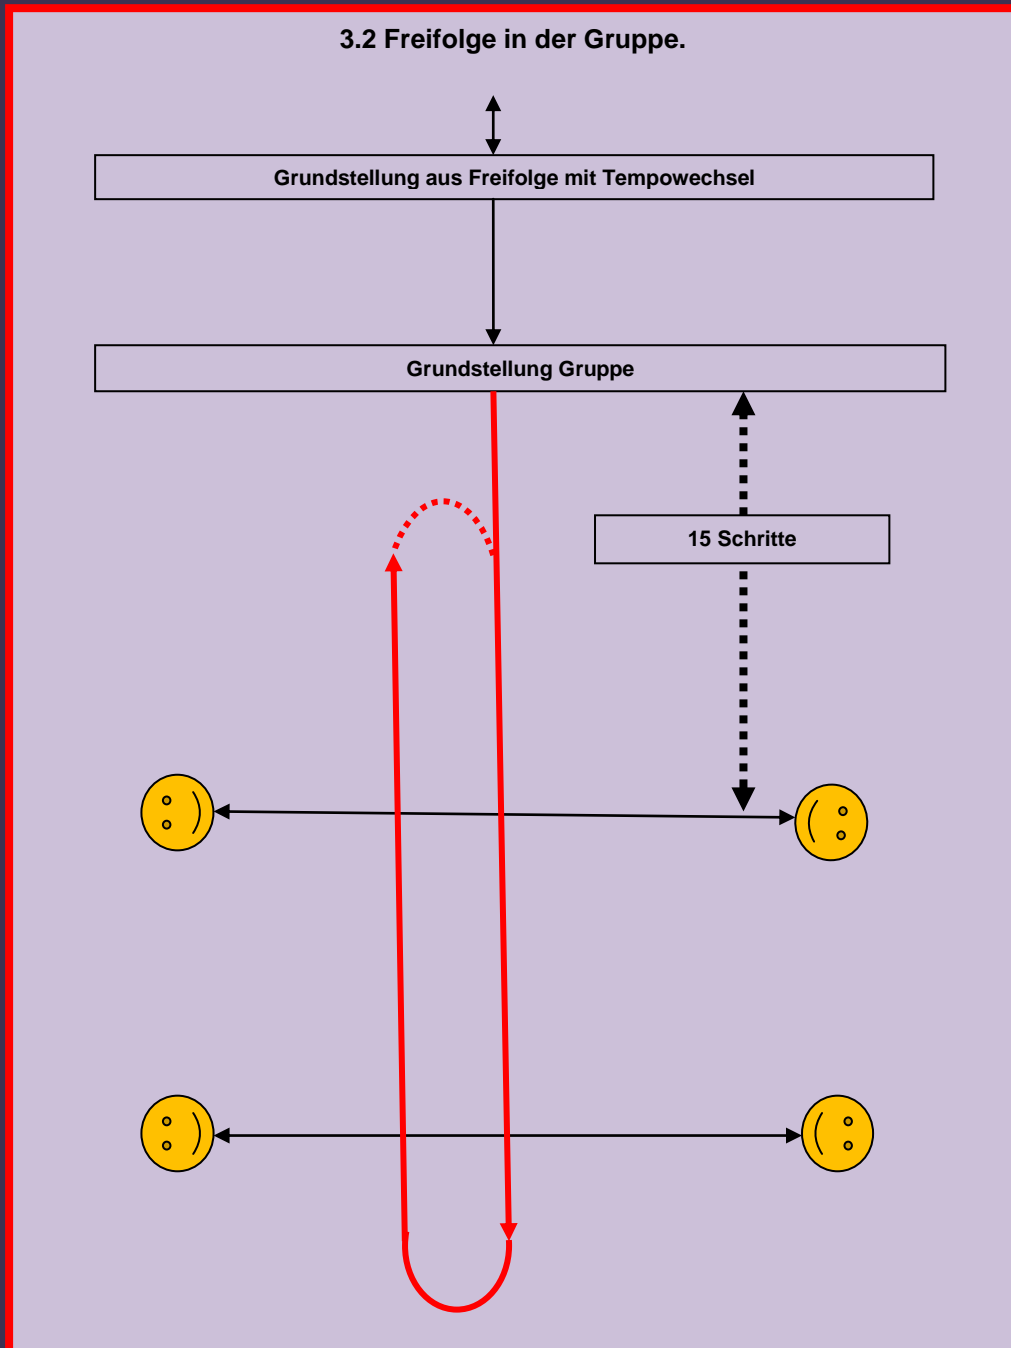 3.2 Freifolge in der Gruppe.
Grundstellung aus Freifolge mit Tempowechsel
Grundstellung Gruppe
15 Schritte